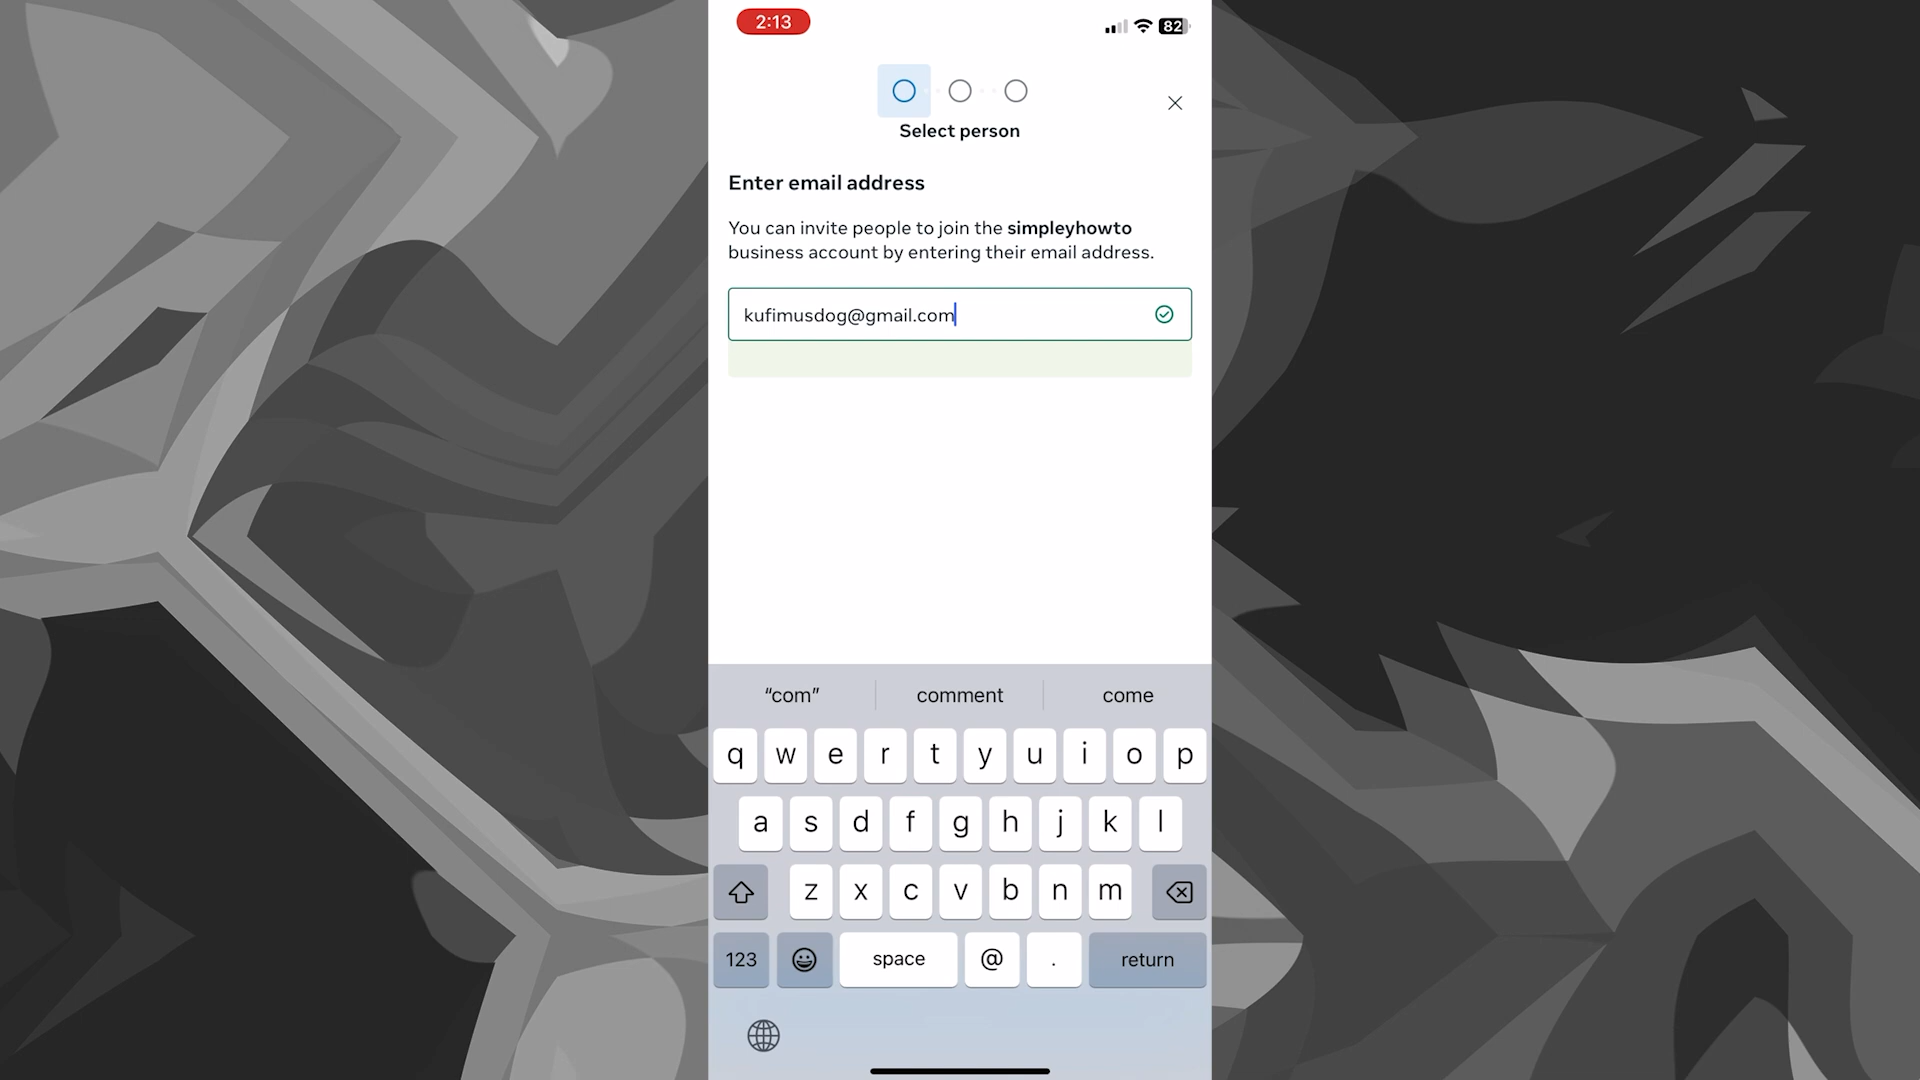 2:13
82
Select person
Enter email address
You can invite people to join the simpleyhowto
business account by entering their email address.
kufimusdog@gmail.com
“com” comment come
q w e r t y u i o p
a s d f g h j k l
z x c v b n m
123 space @ . return